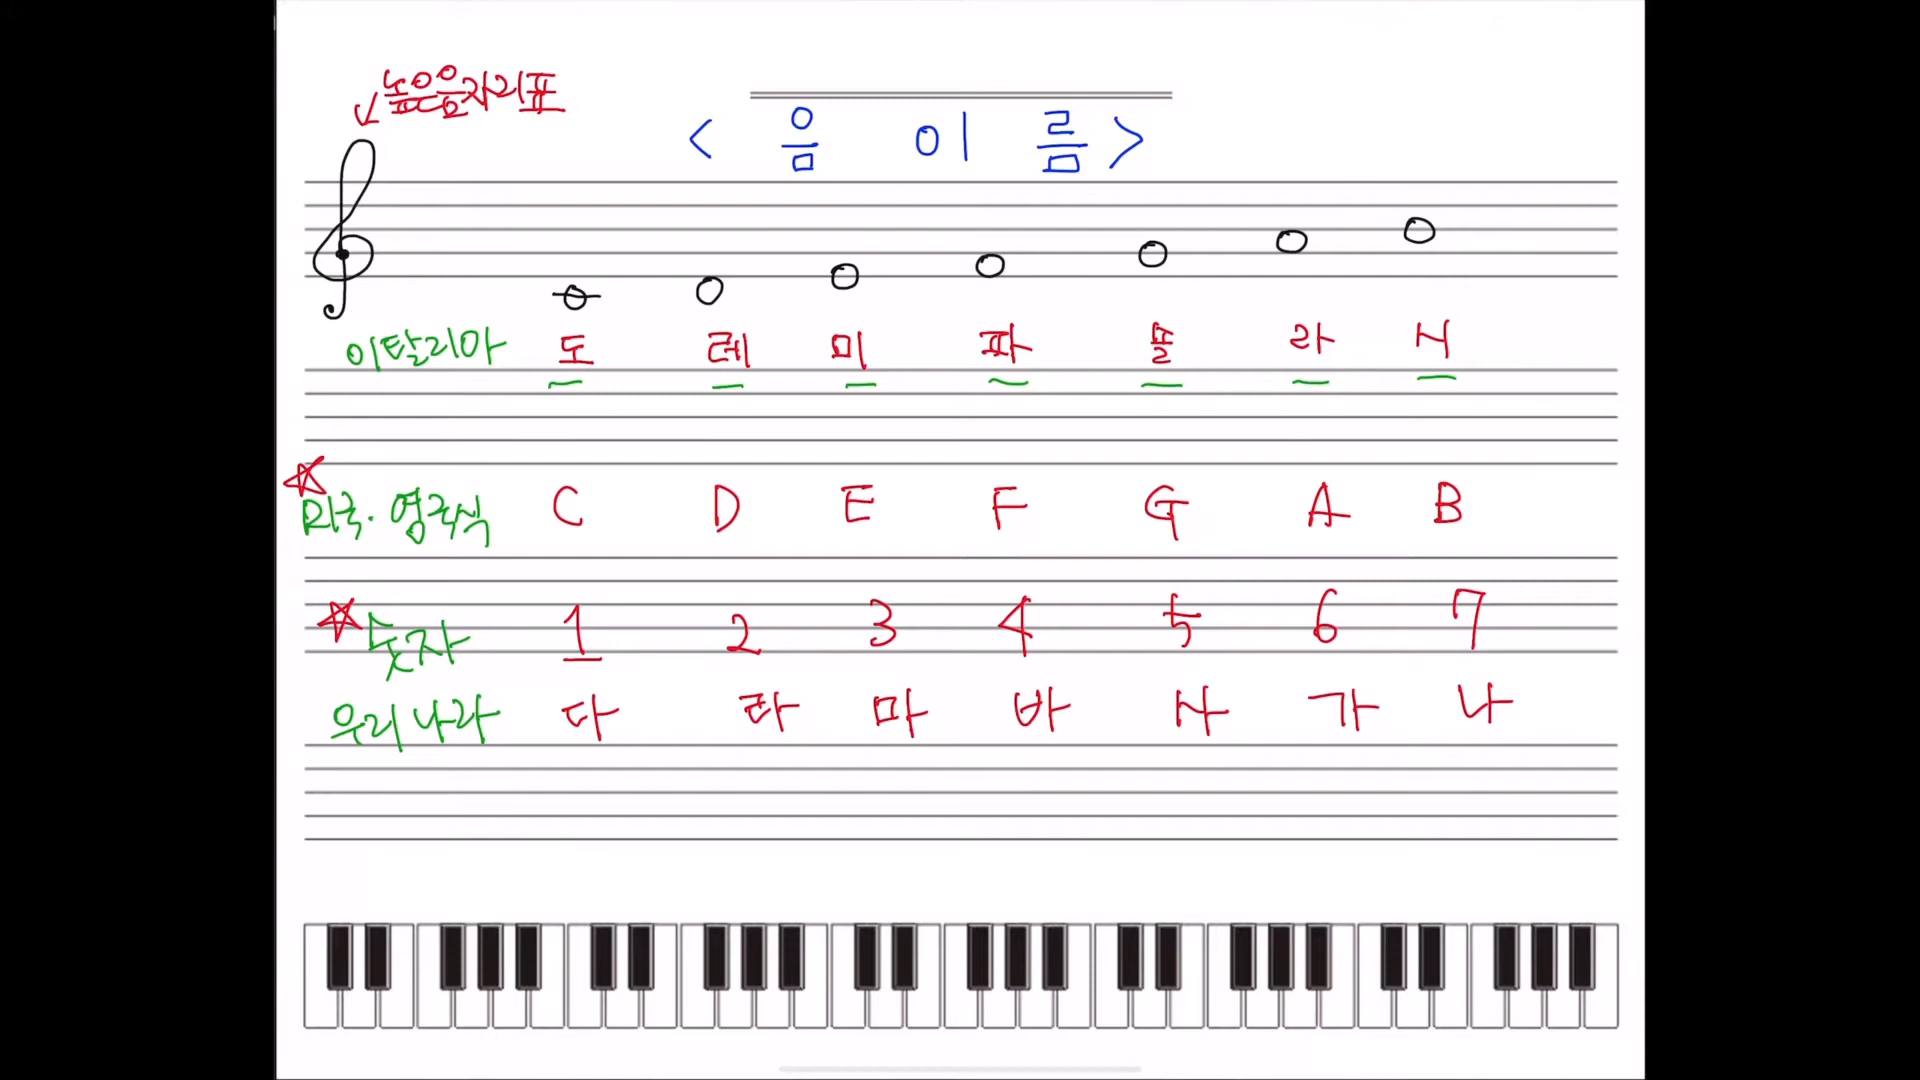 높은음자리표
< 음 이 름 >
이탈리아 도 레 미 파 솔 라 시
미국. 영국식 C D E F G A B
숫자 1 2 3 4 5 6 7
우리나라 다 라 마 바 사 가 나